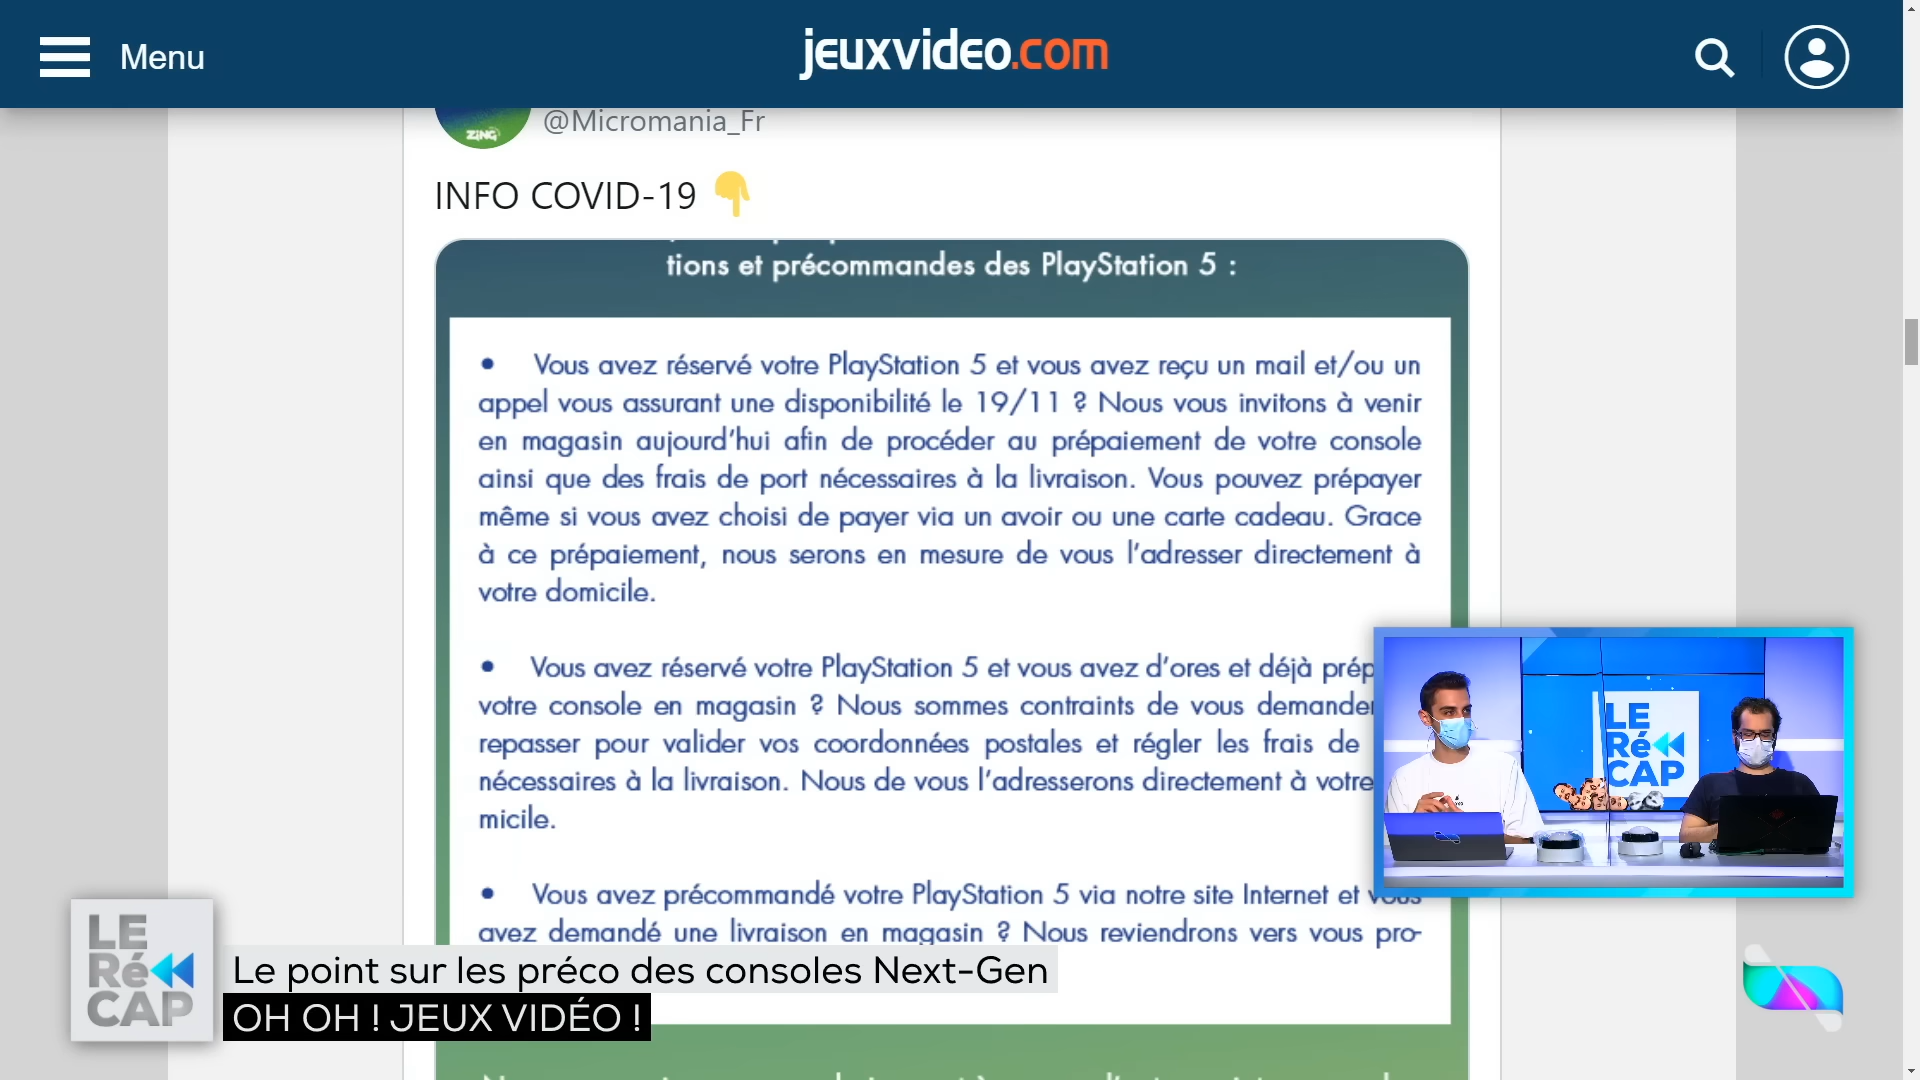 Menu
jeuxvideo.com
ZiNG
@Micromania_Fr
INFO COVID-19
tions et précommandes des PlayStation 5 :
• Vous avez réservé votre PlayStation 5 et vous avez reçu un mail et/ou un
appel vous assurant une disponibilité le 19/11 ? Nous vous invitons à venir
en magasin aujourd'hui afin de procéder au prépaiement de votre console
ainsi que des frais de port nécessaires à la livraison. Vous pouvez prépayer
même si vous avez choisi de payer via un avoir ou une carte cadeau. Grace
à ce prépaiement, nous serons en mesure de vous l'adresser directement à
votre domicile.
• Vous avez réservé votre PlayStation 5 et vous avez d'ores et déjà
votre console en magasin ? Nous sommes contraints de vous demander
repasser pour valider vos coordonnées postales et régler les frais de
nécessaires à la livraison. Nous de vous l'adresserons directement à votre
micile.
• Vous avez précommandé votre PlayStation 5 via notre site Internet et vous
avez demandé une livraison en magasin ? Nous reviendrons vers vous pro-
LE
Ré
CAP
LE
Ré
CAP
Le point sur les préco des consoles Next-Gen
OH OH ! JEUX VIDÉO !